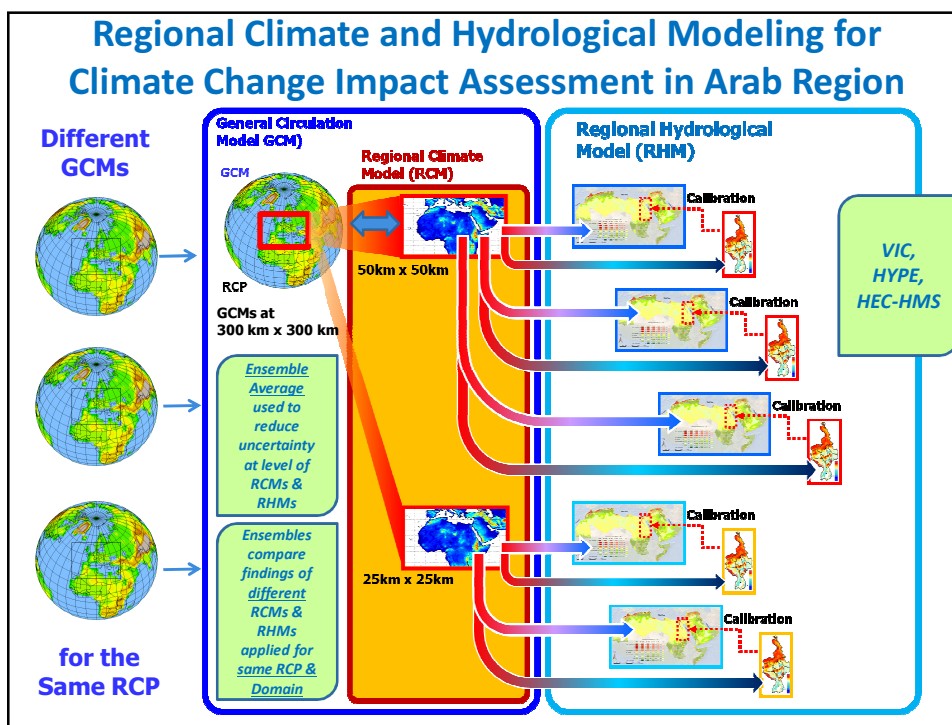 Regional Climate and Hydrological Modeling for
Climate Change Impact Assessment in Arab Region
Different
GCMs
for the
Same RCP
General Circulation
Model GCM)
GCM
RCP
GCMs at
300 km x 300 km
Ensemble
Average
used to
reduce
uncertainty
at level of
RCMs &
RHMs
Ensembles
compare
findings of
different
RCMs &
RHMs
applied for
same RCP &
Domain
Regional Climate
Model (RCM)
50km x 50km
25km x 25km
Regional Hydrological
Model (RHM)
Calibration
Calibration
Calibration
Calibration
Calibration
VIC,
HYPE,
HEC-HMS